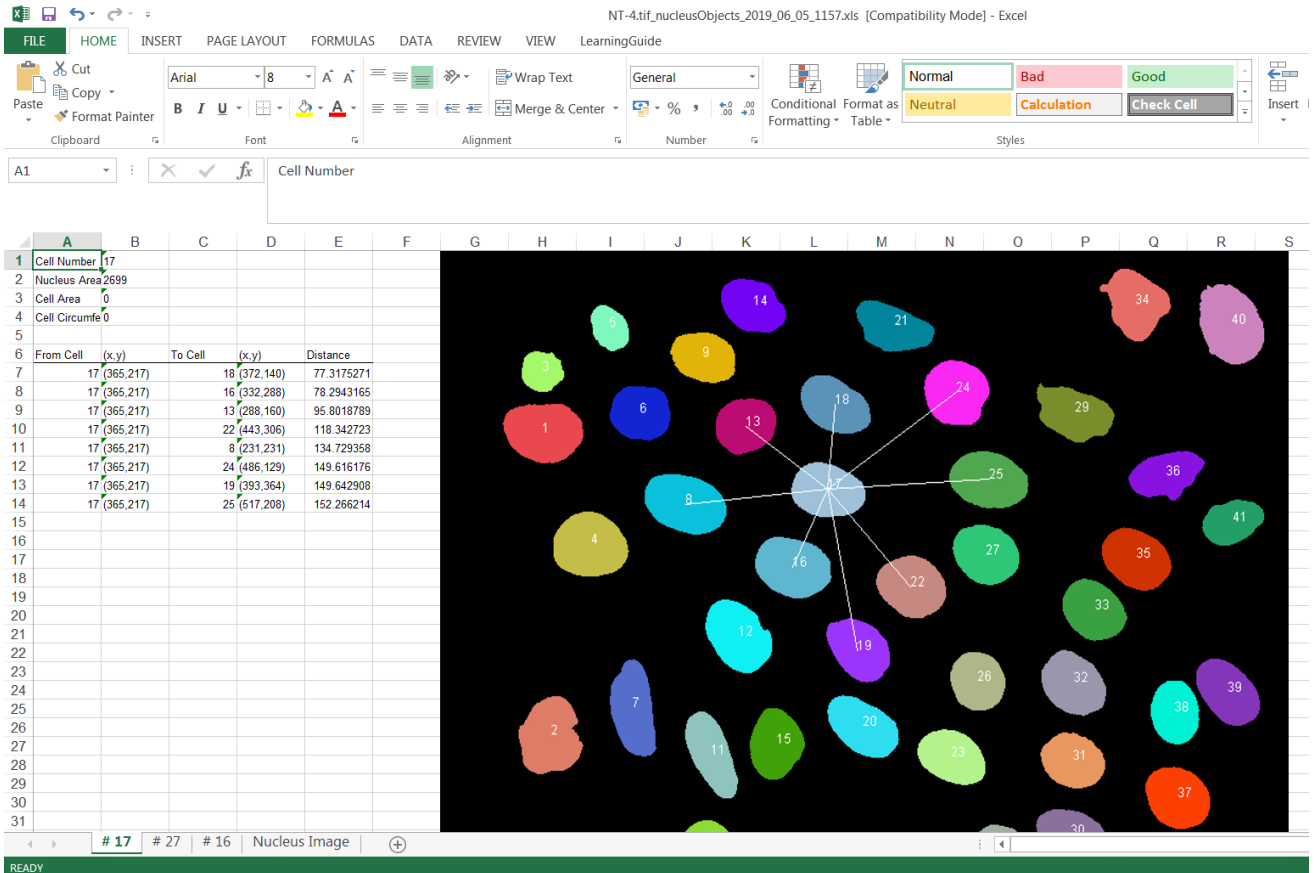 NT-4.tif_nucleusObjects_2019_06_05_1157.xls [Compatibility Mode] - Excel
FILE HOME INSERT PAGE LAYOUT FORMULAS DATA REVIEW VIEW LearningGuide
Paste
Cut
Copy
Format Painter
Clipboard
Arial 8 A A
B I U A
Font
Wrap Text
Merge & Center
Alignment
General
% , .0 .00 .00 .0
Number
Conditional Formatting
Format as Table
Normal Bad Good
Neutral Calculation Check Cell
Styles
Insert
A1 fx Cell Number
A B C D E F G H I J K L M N O P Q R S
1 Cell Number 17
2 Nucleus Area 2699
3 Cell Area 0
4 Cell Circumfe 0
5
6 From Cell (x,y) To Cell (x,y) Distance
7 17 (365,217) 18 (372,140) 77.3175271
8 17 (365,217) 16 (332,288) 78.2943165
9 17 (365,217) 13 (288,160) 95.8018789
10 17 (365,217) 22 (443,306) 118.342723
11 17 (365,217) 8 (231,231) 134.729358
12 17 (365,217) 24 (486,129) 149.616176
13 17 (365,217) 19 (393,364) 149.642908
14 17 (365,217) 25 (517,208) 152.266214
15
16
17
18
19
20
21
22
23
24
25
26
27
28
29
30
31
34
14
40
5
21
9
3
24
18
29
6
13
1
36
25
17
8
41
4
27
35
16
22
33
12
19
26
32
39
7
38
20
2
15
11
23
31
37
30
# 17 # 27 # 16 Nucleus Image
READY